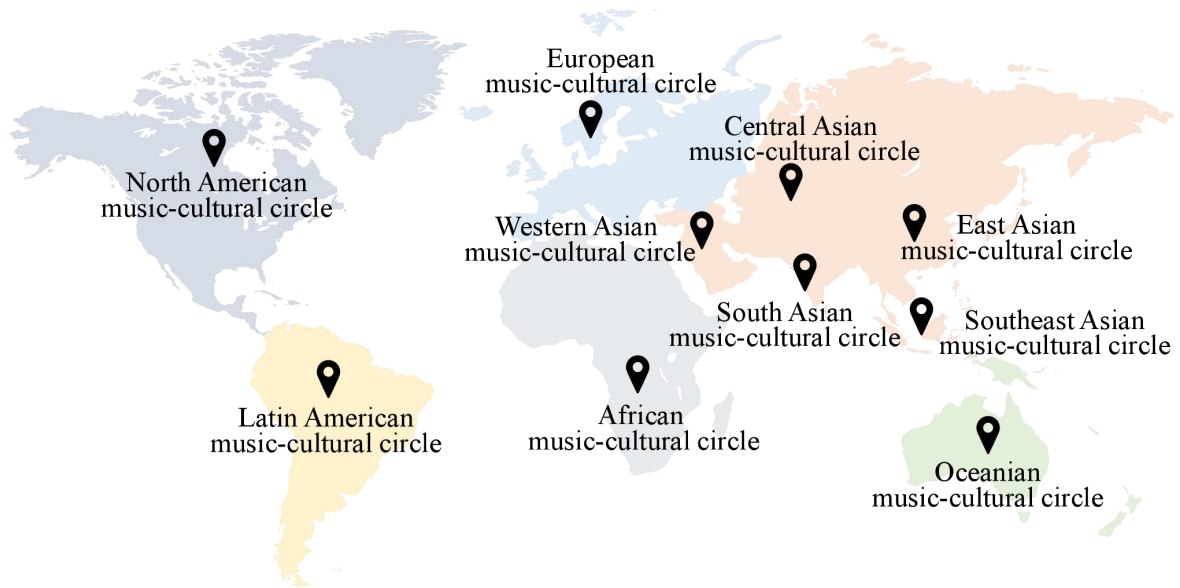 European
music-cultural circle
Central Asian
music-cultural circle
North American
music-cultural circle
Western Asian
music-cultural circle
East Asian
music-cultural circle
South Asian
music-cultural circle
Southeast Asian
music-cultural circle
Latin American
music-cultural circle
African
music-cultural circle
Oceanian
music-cultural circle